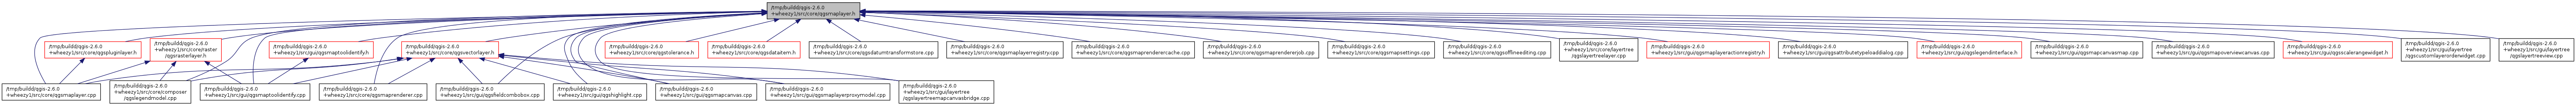 /tmp/buildd/qgis-2.6.0
+wheezy1/src/core/qgsmaplayer.h
/tmp/buildd/qgis-2.6.0
+wheezy1/src/core/qgspluginlayer.h
/tmp/buildd/qgis-2.6.0
+wheezy1/src/core/raster
/qgsrasterlayer.h
/tmp/buildd/qgis-2.6.0
+wheezy1/src/gui/qgsmaptoolidentify.h
/tmp/buildd/qgis-2.6.0
+wheezy1/src/core/qgsvectorlayer.h
/tmp/buildd/qgis-2.6.0
+wheezy1/src/core/qgstolerance.h
/tmp/buildd/qgis-2.6.0
+wheezy1/src/core/qgsdataitem.h
/tmp/buildd/qgis-2.6.0
+wheezy1/src/core/qgsdatumtransformstore.cpp
/tmp/buildd/qgis-2.6.0
+wheezy1/src/core/qgsmaplayerregistry.cpp
/tmp/buildd/qgis-2.6.0
+wheezy1/src/core/qgsmaprenderercache.cpp
/tmp/buildd/qgis-2.6.0
+wheezy1/src/core/qgsmaprendererjob.cpp
/tmp/buildd/qgis-2.6.0
+wheezy1/src/core/qgsmapsettings.cpp
/tmp/buildd/qgis-2.6.0
+wheezy1/src/core/qgsofflineediting.cpp
/tmp/buildd/qgis-2.6.0
+wheezy1/src/core/layertree
/qgslayertreelayer.cpp
/tmp/buildd/qgis-2.6.0
+wheezy1/src/gui/qgsmaplayeractionregistry.h
/tmp/buildd/qgis-2.6.0
+wheezy1/src/gui/qgsattributetypeloaddialog.cpp
/tmp/buildd/qgis-2.6.0
+wheezy1/src/gui/qgslegendinterface.h
/tmp/buildd/qgis-2.6.0
+wheezy1/src/gui/qgsmapcanvasmap.cpp
/tmp/buildd/qgis-2.6.0
+wheezy1/src/gui/qgsmapoverviewcanvas.cpp
/tmp/buildd/qgis-2.6.0
+wheezy1/src/gui/qgsscalerangewidget.h
/tmp/buildd/qgis-2.6.0
+wheezy1/src/gui/layertree
/qgscustomlayerorderwidget.cpp
/tmp/buildd/qgis-2.6.0
+wheezy1/src/gui/layertree
/qgslayertreeview.cpp
/tmp/buildd/qgis-2.6.0
+wheezy1/src/core/qgsmaplayer.cpp
/tmp/buildd/qgis-2.6.0
+wheezy1/src/core/composer
/qgslegendmodel.cpp
/tmp/buildd/qgis-2.6.0
+wheezy1/src/gui/qgsmaptoolidentify.cpp
/tmp/buildd/qgis-2.6.0
+wheezy1/src/core/qgsmaprenderer.cpp
/tmp/buildd/qgis-2.6.0
+wheezy1/src/gui/qgsfieldcombobox.cpp
/tmp/buildd/qgis-2.6.0
+wheezy1/src/gui/qgshighlight.cpp
/tmp/buildd/qgis-2.6.0
+wheezy1/src/gui/qgsmapcanvas.cpp
/tmp/buildd/qgis-2.6.0
+wheezy1/src/gui/qgsmaplayerproxymodel.cpp
/tmp/buildd/qgis-2.6.0
+wheezy1/src/gui/layertree
/qgslayertreemapcanvasbridge.cpp